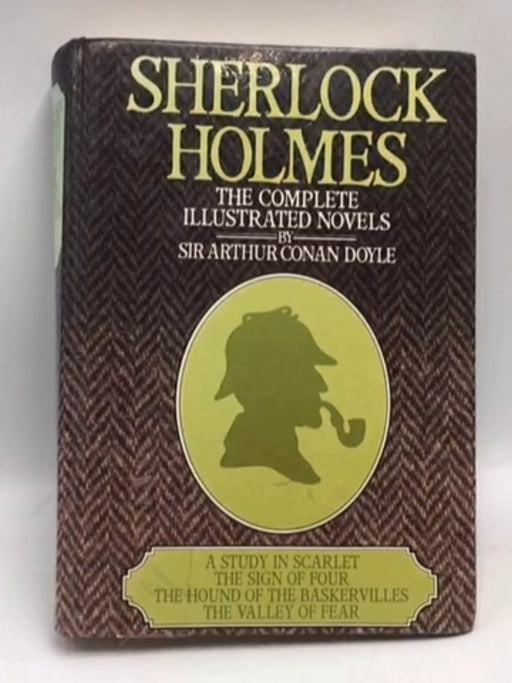 SHERLOCK
HOLMES
THE COMPLETE
ILLUSTRATED NOVELS
BY
SIR ARTHUR CONAN DOYLE
A STUDY IN SCARLET
THE SIGN OF FOUR
THE HOUND OF THE BASKERVILLES
THE VALLEY OF FEAR